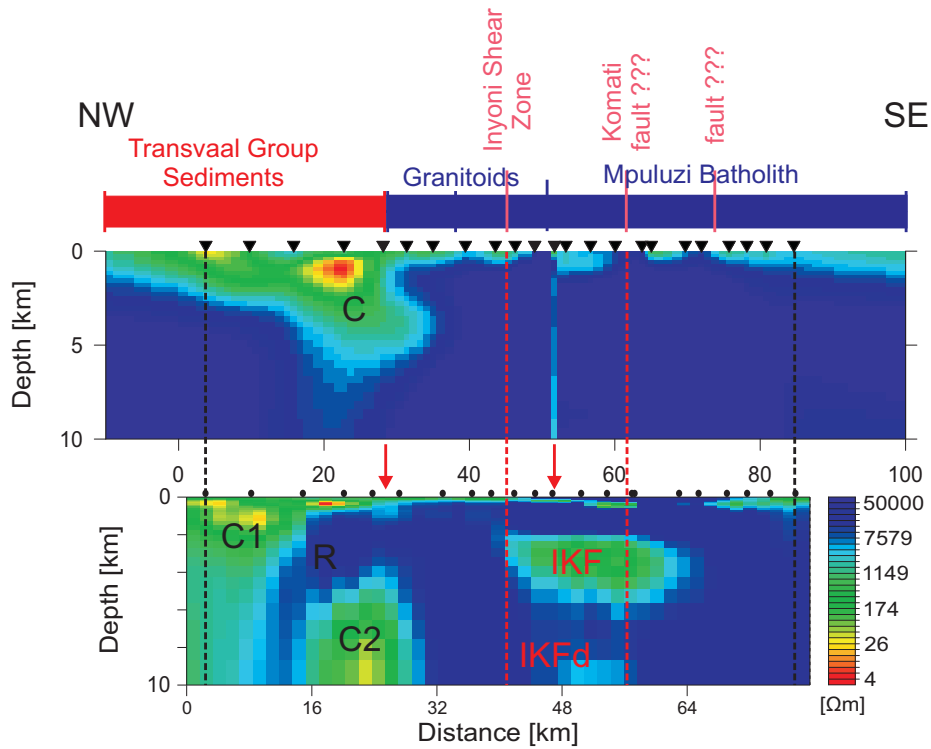 Inyoni Shear
Zone
Komati
fault ???
fault ???
NW
SE
Transvaal Group
Sediments
Granitoids
Mpuluzi Batholith
Depth [km]
0
5
10
C
0
20
40
60
80
100
Depth [km]
0
10
C1
R
C2
IKF
IKFd
0
16
32
48
64
Distance [km]
50000
7579
1149
174
26
4
[Ωm]